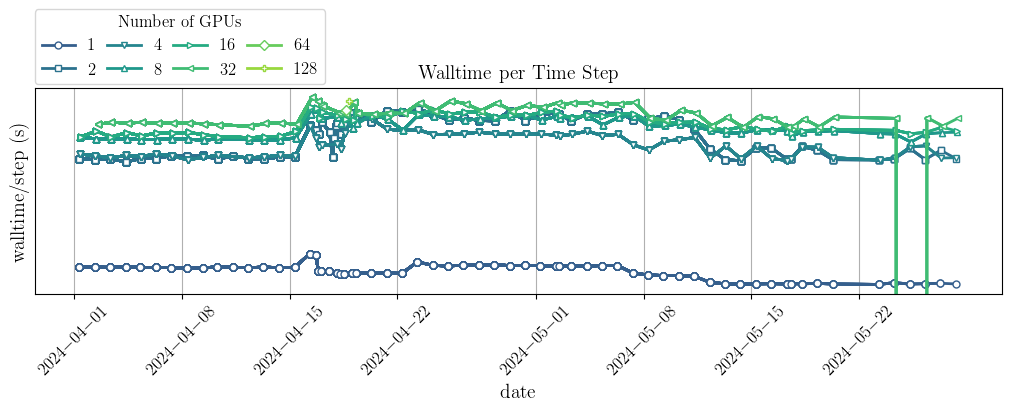 Number of GPUs
1 4 16 64
2 8 32 128
Walltime per Time Step
walltime/step (s)
2024−04−01
2024−04−08
2024−04−15
2024−04−22
2024−05−01
2024−05−08
2024−05−15
2024−05−22
date